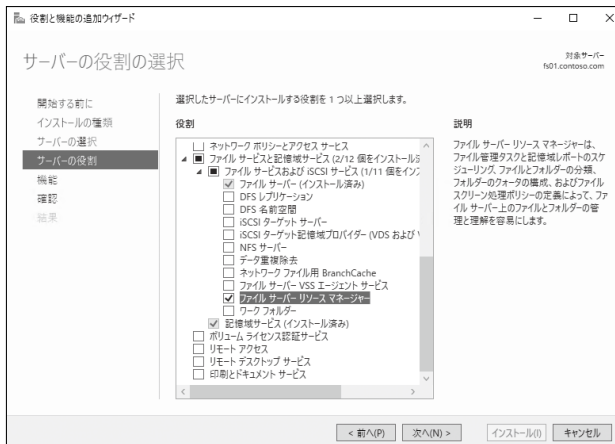 役割と機能の追加ウィザード
サーバーの役割の選択
対象サーバー
fs01.contoso.com
開始する前に
インストールの種類
サーバーの選択
サーバーの役割
機能
確認
結果
選択したサーバーにインストールする役割を 1 つ以上選択します。
役割
ネットワーク ポリシーとアクセス サービス
ファイル サービスと記憶域サービス (2/12 個をインストール
ファイル サービスおよび iSCSI サービス (1/11 個をイン
ファイル サーバー (インストール済み)
DFS レプリケーション
DFS 名前空間
iSCSI ターゲット サーバー
iSCSI ターゲット記憶域プロバイダー (VDS および
NFS サーバー
データ重複除去
ネットワーク ファイル用 BranchCache
ファイル サーバー VSS エージェント サービス
ファイル サーバー リソース マネージャー
ワーク フォルダー
記憶域サービス (インストール済み)
ボリューム ライセンス認証サービス
リモート アクセス
リモート デスクトップ サービス
印刷とドキュメント サービス
説明
ファイル サーバー リソース マネージャーは、
ファイル管理タスクと記憶域レポートのスケ
ジューリング、ファイルとフォルダーの分類、
フォルダーのクォータの構成、およびファイル
スクリーン処理ポリシーの定義によって、ファ
イル サーバー上のファイルとフォルダーの管
理と理解を容易にします。
< 前へ(P)
次へ(N) >
インストール(I)
キャンセル